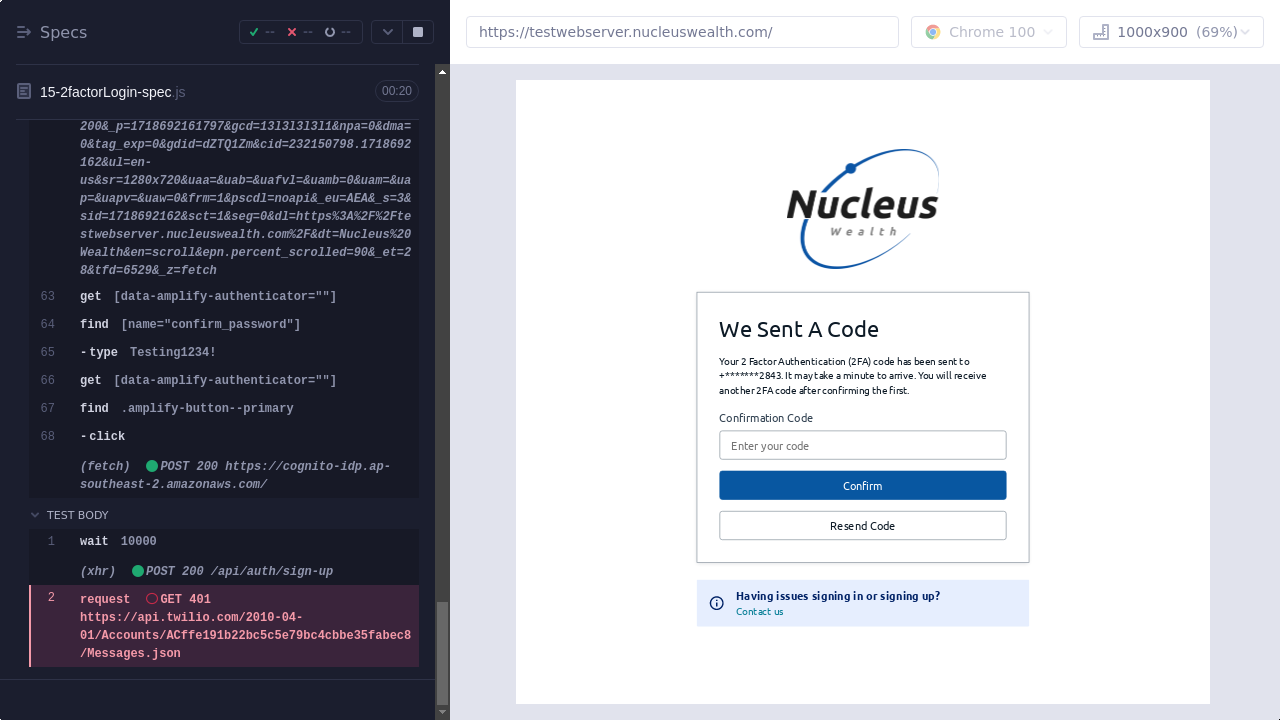 Specs
--
--
--
https://testwebserver.nucleuswealth.com/
Chrome 100
1000x900 (69%)
15-2factorLogin-spec.js
00:20
200&_p=1718692161797&gcd=13l3l3l3l1&npa=0&dma=
0&tag_exp=0&gdid=dZTQ1Zm&cid=232150798.1718692
162&ul=en-
us&sr=1280x720&uaa=&uab=&uafvl=&uamb=0&uam=&ua
p=&uapv=&uaw=0&frm=1&pscdl=noapi&_eu=AEA&_s=3&
sid=1718692162&sct=1&seg=0&dl=https%3A%2F%2Fte
stwebserver.nucleuswealth.com%2F&dt=Nucleus%20
Wealth&en=scroll&epn.percent_scrolled=90&_et=2
8&tfd=6529&_z=fetch
63 get [data-amplify-authenticator=""]
64 find [name="confirm_password"]
65 -type Testing1234!
66 get [data-amplify-authenticator=""]
67 find .amplify-button--primary
68 -click
(fetch) POST 200 https://cognito-idp.ap-
southeast-2.amazonaws.com/
TEST BODY
1 wait 10000
(xhr) POST 200 /api/auth/sign-up
2 request GET 401
https://api.twilio.com/2010-04-
01/Accounts/ACffe191b22bc5c5e79bc4cbbe35fabec8
/Messages.json
Nucleus
Wealth
We Sent A Code
Your 2 Factor Authentication (2FA) code has been sent to
+*******2843. It may take a minute to arrive. You will receive
another 2FA code after confirming the first.
Confirmation Code
Enter your code
Confirm
Resend Code
Having issues signing in or signing up?
Contact us